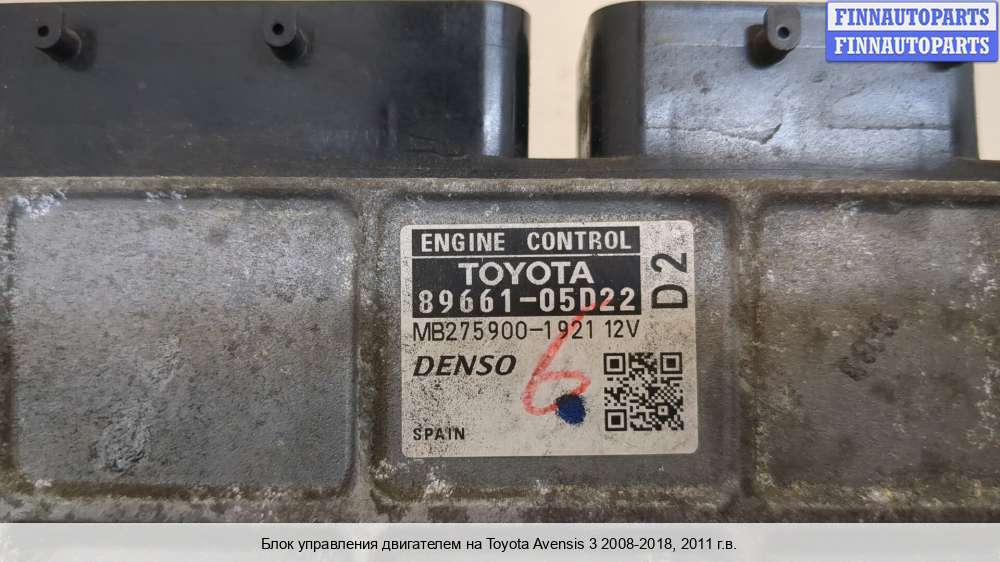 FINNAUTOPARTS
FINNAUTOPARTS
ENGINE CONTROL
TOYOTA
89661-05D22
D2
MB275900-1921 12V
DENSO
6
SPAIN
Блок управления двигателем на Toyota Avensis 3 2008-2018, 2011 г.в.